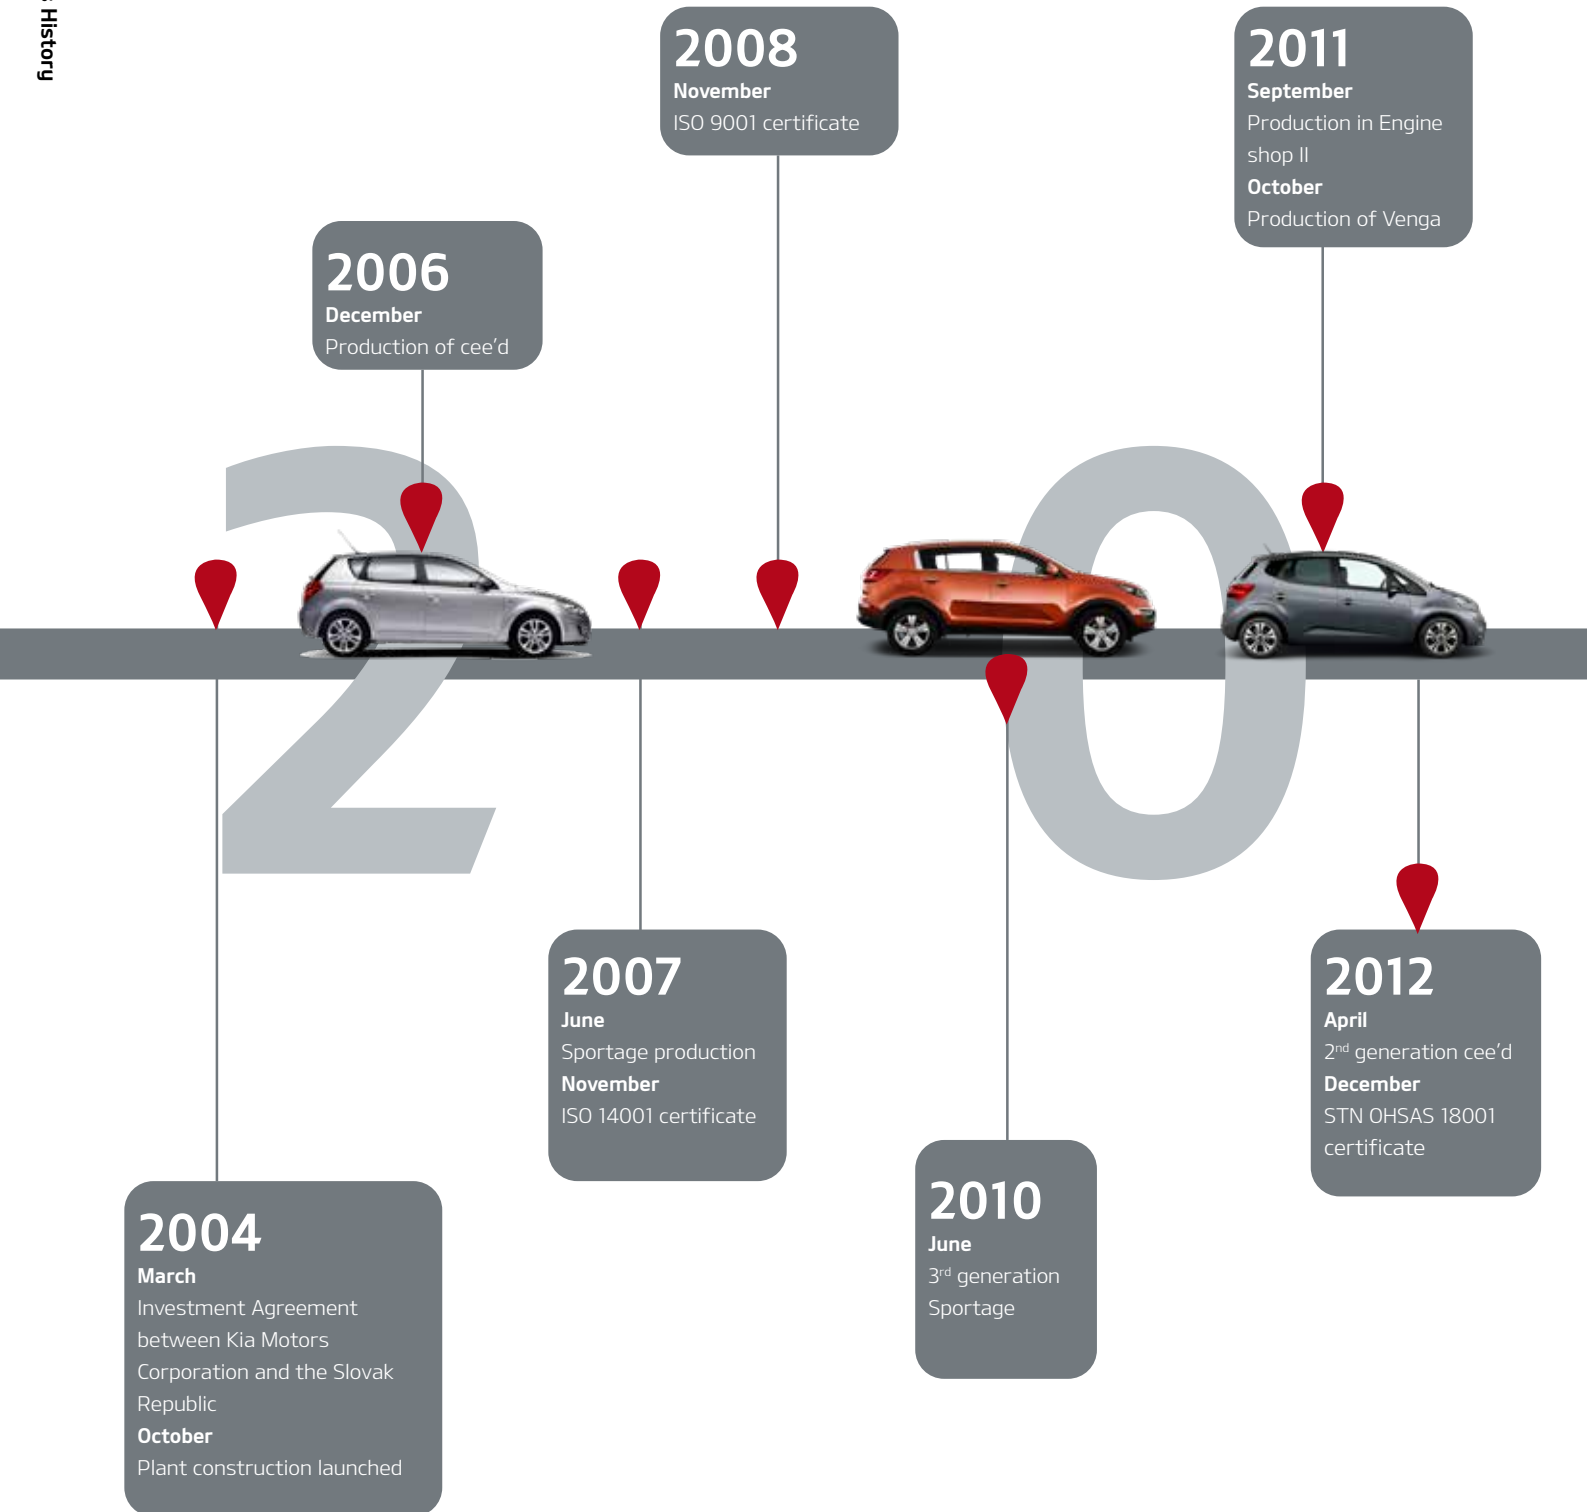 History
2008
November
ISO 9001 certificate
2011
September
Production in Engine
shop II
October
Production of Venga
2006
December
Production of cee'd
20
2007
June
Sportage production
November
ISO 14001 certificate
2012
April
2nd generation cee'd
December
STN OHSAS 18001
certificate
2010
June
3rd generation
Sportage
2004
March
Investment Agreement
between Kia Motors
Corporation and the Slovak
Republic
October
Plant construction launched